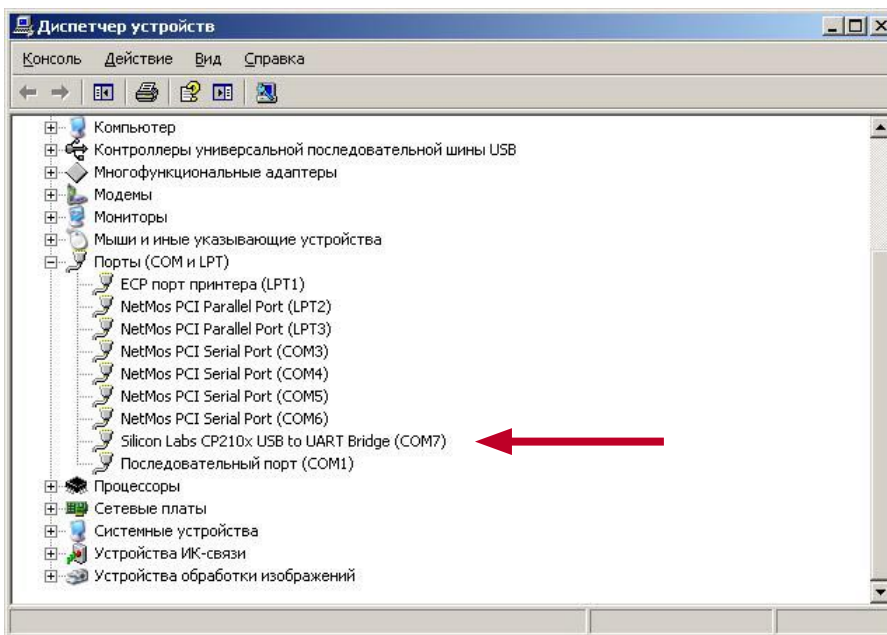 Диспетчер устройств
Консоль Действие Вид Справка
Компьютер
Контроллеры универсальной последовательной шины USB
Многофункциональные адаптеры
Модемы
Мониторы
Мыши и иные указывающие устройства
Порты (COM и LPT)
ECP порт принтера (LPT1)
NetMos PCI Parallel Port (LPT2)
NetMos PCI Parallel Port (LPT3)
NetMos PCI Serial Port (COM3)
NetMos PCI Serial Port (COM4)
NetMos PCI Serial Port (COM5)
NetMos PCI Serial Port (COM6)
Silicon Labs CP210x USB to UART Bridge (COM7)
Последовательный порт (COM1)
Процессоры
Сетевые платы
Системные устройства
Устройства ИК-связи
Устройства обработки изображений